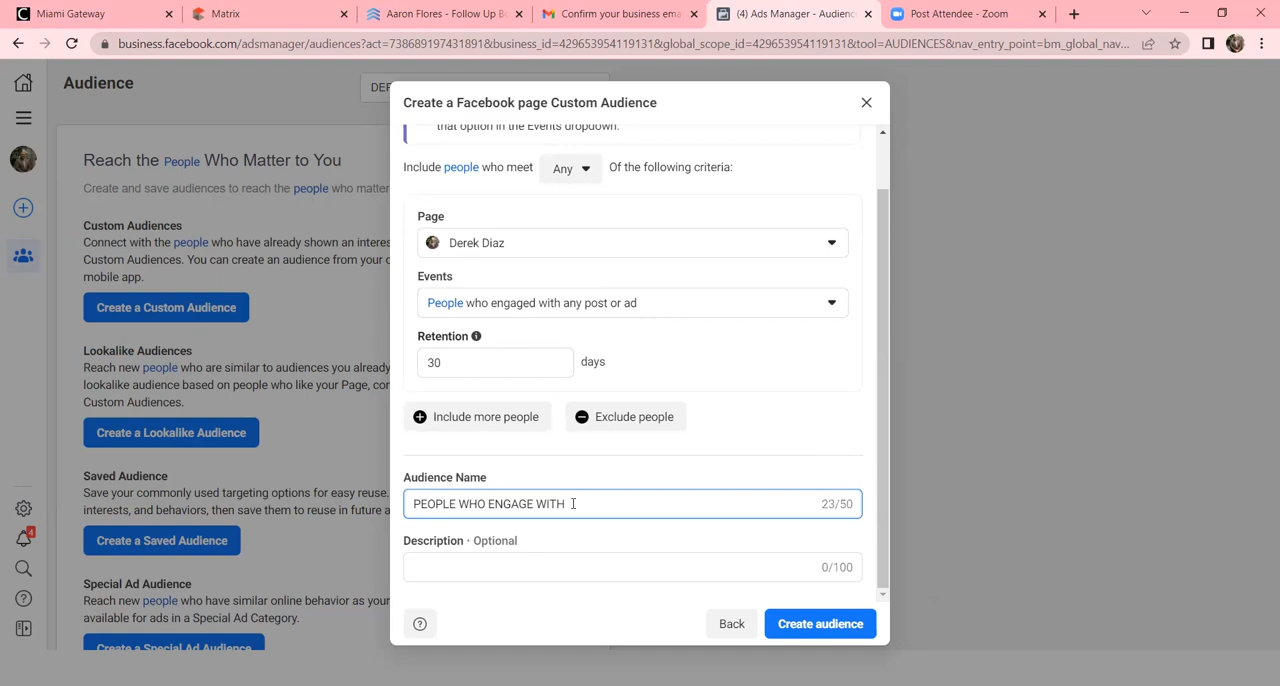 Miami Gateway
Matrix
Aaron Flores - Follow Up B
Confirm your business ema
(4) Ads Manager - Audienc
Post Attendee - Zoom
business.facebook.com/adsmanager/audiences?act=738689197431891&business_id=4296539541191​31&global_scope_id=429653954119131&tool=AUDIENCES&nav_entry_point=bm_global_nav...
Audience
DEF
Reach the People Who Matter to You
Create and save audiences to reach the people who matter
Custom Audiences
Connect with the people who have already shown an interes
Custom Audiences. You can create an audience from your c
mobile app.
Create a Custom Audience
Lookalike Audiences
Reach new people who are similar to audiences you already
lookalike audience based on people who like your Page, con
Custom Audiences.
Create a Lookalike Audience
Saved Audience
Save your commonly used targeting options for easy reuse.
interests, and behaviors, then save them to reuse in future a
Create a Saved Audience
Special Ad Audience
Reach new people who have similar online behavior as your
available for ads in a Special Ad Category.
Create a Special Ad Audience
4
Create a Facebook page Custom Audience
that option in the Events dropdown.
Include people who meet Any Of the following criteria:
Page
Derek Diaz
Events
People who engaged with any post or ad
Retention
30 days
Include more people Exclude people
Audience Name
PEOPLE WHO ENGAGE WITH 23/50
Description · Optional
0/100
Back Create audience